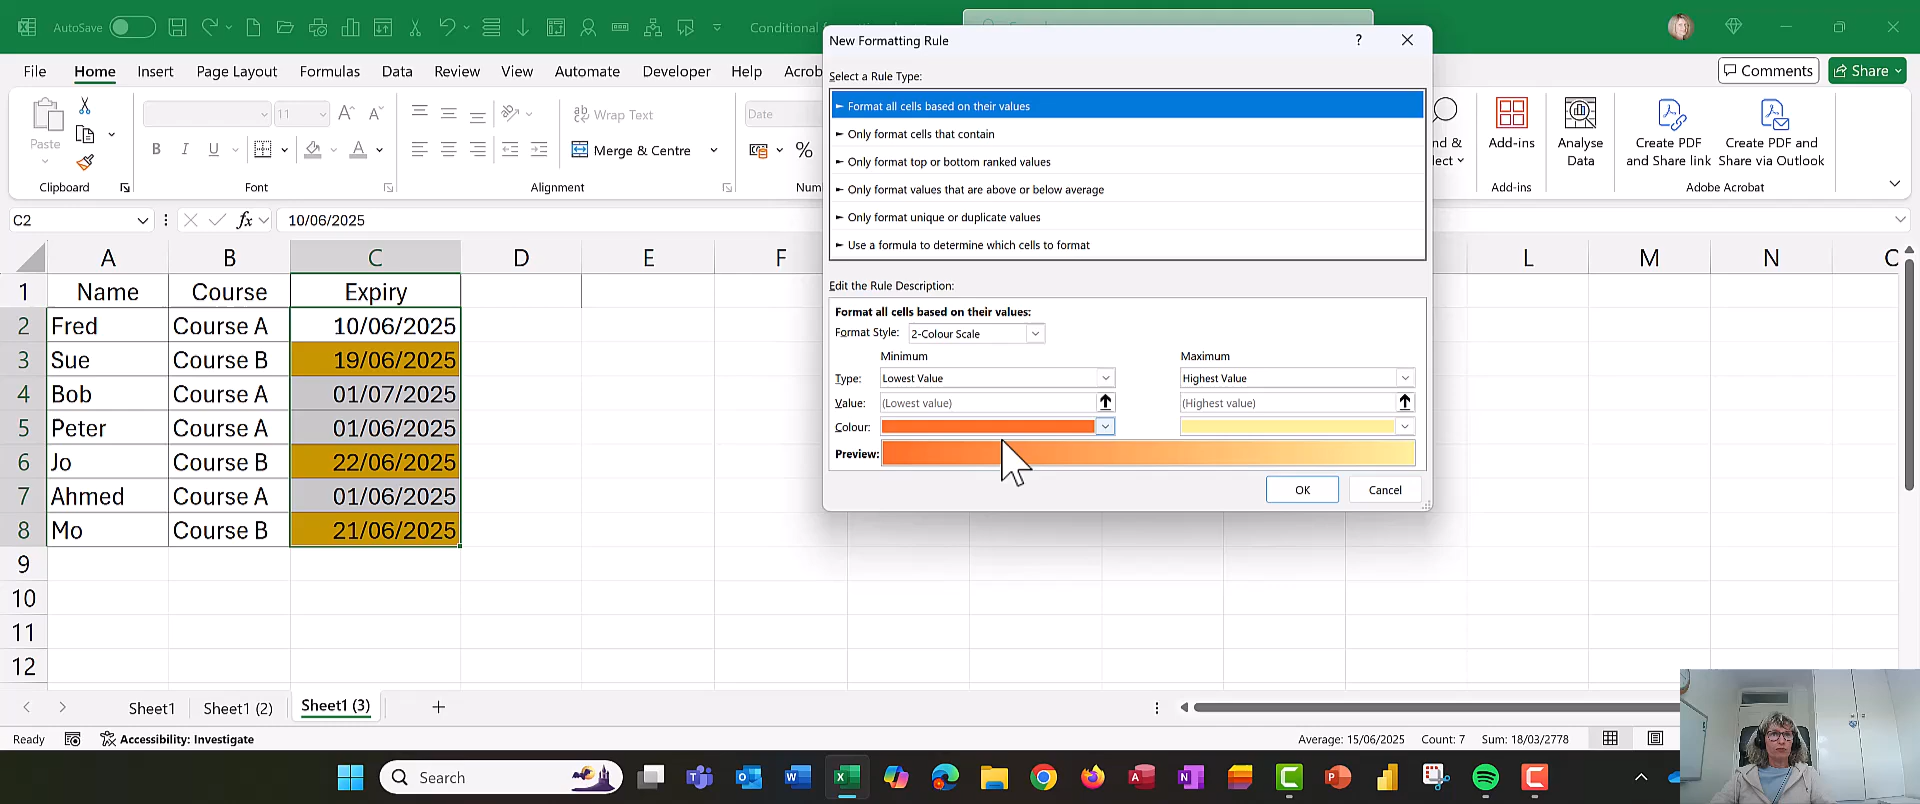 AutoSave
Conditional
New Formatting Rule
?
File
Home
Insert
Page Layout
Formulas
Data
Review
View
Automate
Developer
Help
Acrob
Comments
Share
Select a Rule Type:
Format all cells based on their values
Only format cells that contain
Only format top or bottom ranked values
Only format values that are above or below average
Only format unique or duplicate values
Use a formula to determine which cells to format
Paste
11
B I U
Wrap Text
Merge & Centre
Date
%
nd &
lect
Add-ins
Analyse
Data
Create PDF
and Share link
Create PDF and
Share via Outlook
Clipboard
Font
Alignment
Num
Add-ins
Adobe Acrobat
C2
fx
10/06/2025
A B C D E F L M N
1 Name Course Expiry
2 Fred Course A 10/06/2025
3 Sue Course B 19/06/2025
4 Bob Course A 01/07/2025
5 Peter Course A 01/06/2025
6 Jo Course B 22/06/2025
7 Ahmed Course A 01/06/2025
8 Mo Course B 21/06/2025
9
10
11
12
Edit the Rule Description:
Format all cells based on their values:
Format Style: 2-Colour Scale
Minimum Maximum
Type: Lowest Value Highest Value
Value: (Lowest value) (Highest value)
Colour:
Preview:
OK
Cancel
Sheet1
Sheet1 (2)
Sheet1 (3)
Ready
Accessibility: Investigate
Average: 15/06/2025 Count: 7 Sum: 18/03/2778
Search